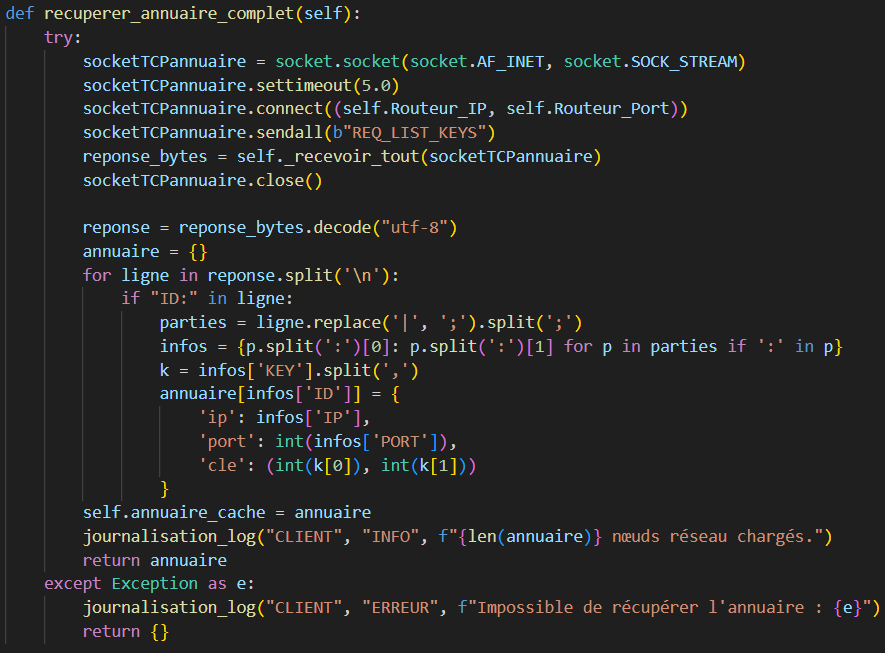 def recuperer_annuaire_complet(self):
    try:
        socketTCPannuaire = socket.socket(socket.AF_INET, socket.SOCK_STREAM)
        socketTCPannuaire.settimeout(5.0)
        socketTCPannuaire.connect((self.Routeur_IP, self.Routeur_Port))
        socketTCPannuaire.sendall(b"REQ_LIST_KEYS")
        reponse_bytes = self._recevoir_tout(socketTCPannuaire)
        socketTCPannuaire.close()

        reponse = reponse_bytes.decode("utf-8")
        annuaire = {}
        for ligne in reponse.split('\n'):
            if "ID:" in ligne:
                parties = ligne.replace('|', ';').split(';')
                infos = {p.split(':')[0]: p.split(':')[1] for p in parties if ':' in p}
                k = infos['KEY'].split(',')
                annuaire[infos['ID']] = {
                    'ip': infos['IP'],
                    'port': int(infos['PORT']),
                    'cle': (int(k[0]), int(k[1]))
                }
        self.annuaire_cache = annuaire
        journalisation_log("CLIENT", "INFO", f"{len(annuaire)} nœuds réseau chargés.")
        return annuaire
    except Exception as e:
        journalisation_log("CLIENT", "ERREUR", f"Impossible de récupérer l'annuaire : {e}")
        return {}